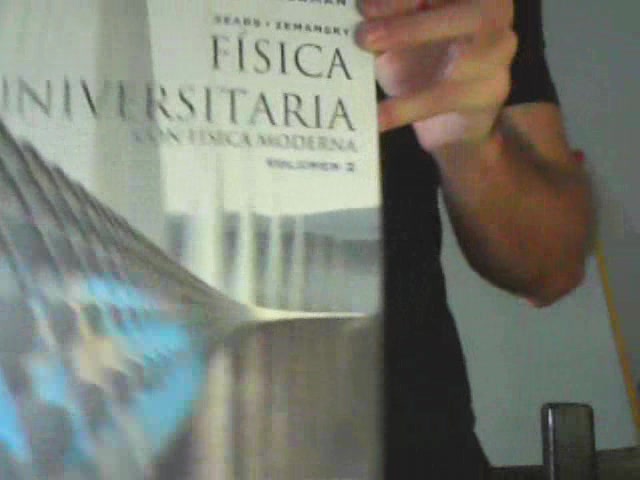 SEARS • ZEMANSKY
FÍSICA
UNIVERSITARIA
CON FÍSICA MODERNA
VOLUMEN 2